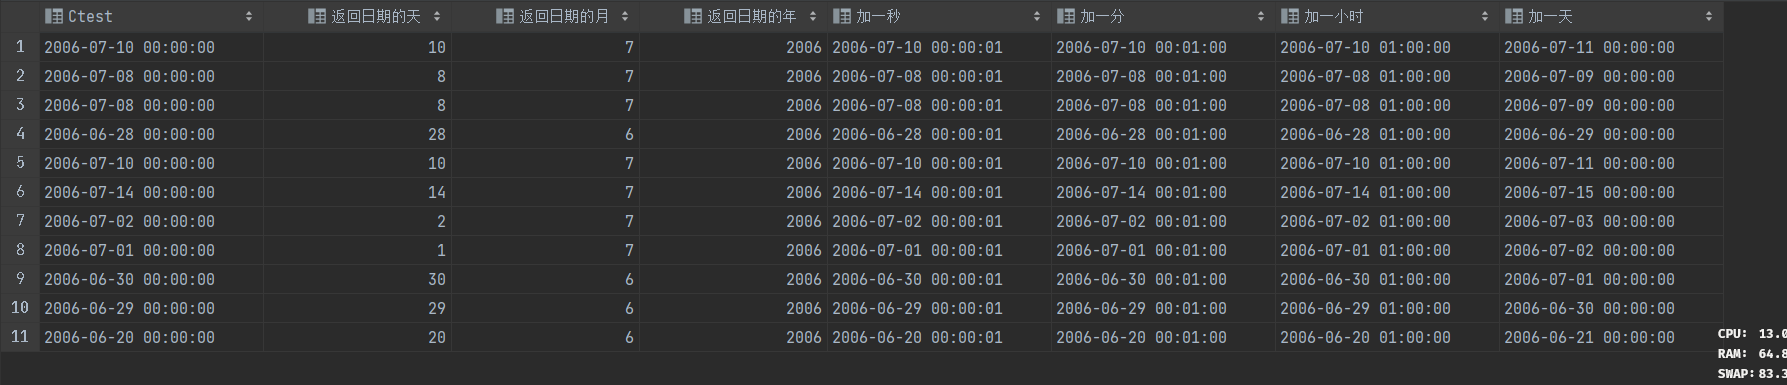 Ctest 返回日期的天 返回日期的月 返回日期的年 加一秒 加一分 加一小时 加一天
1 2006-07-10 00:00:00 10 7 2006 2006-07-10 00:00:01 2006-07-10 00:01:00 2006-07-10 01:00:00 2006-07-11 00:00:00
2 2006-07-08 00:00:00 8 7 2006 2006-07-08 00:00:01 2006-07-08 00:01:00 2006-07-08 01:00:00 2006-07-09 00:00:00
3 2006-07-08 00:00:00 8 7 2006 2006-07-08 00:00:01 2006-07-08 00:01:00 2006-07-08 01:00:00 2006-07-09 00:00:00
4 2006-06-28 00:00:00 28 6 2006 2006-06-28 00:00:01 2006-06-28 00:01:00 2006-06-28 01:00:00 2006-06-29 00:00:00
5 2006-07-10 00:00:00 10 7 2006 2006-07-10 00:00:01 2006-07-10 00:01:00 2006-07-10 01:00:00 2006-07-11 00:00:00
6 2006-07-14 00:00:00 14 7 2006 2006-07-14 00:00:01 2006-07-14 00:01:00 2006-07-14 01:00:00 2006-07-15 00:00:00
7 2006-07-02 00:00:00 2 7 2006 2006-07-02 00:00:01 2006-07-02 00:01:00 2006-07-02 01:00:00 2006-07-03 00:00:00
8 2006-07-01 00:00:00 1 7 2006 2006-07-01 00:00:01 2006-07-01 00:01:00 2006-07-01 01:00:00 2006-07-02 00:00:00
9 2006-06-30 00:00:00 30 6 2006 2006-06-30 00:00:01 2006-06-30 00:01:00 2006-06-30 01:00:00 2006-07-01 00:00:00
10 2006-06-29 00:00:00 29 6 2006 2006-06-29 00:00:01 2006-06-29 00:01:00 2006-06-29 01:00:00 2006-06-30 00:00:00
11 2006-06-20 00:00:00 20 6 2006 2006-06-20 00:00:01 2006-06-20 00:01:00 2006-06-20 01:00:00 2006-06-21 00:00:00
CPU: 13.0
RAM: 64.8
SWAP: 83.3